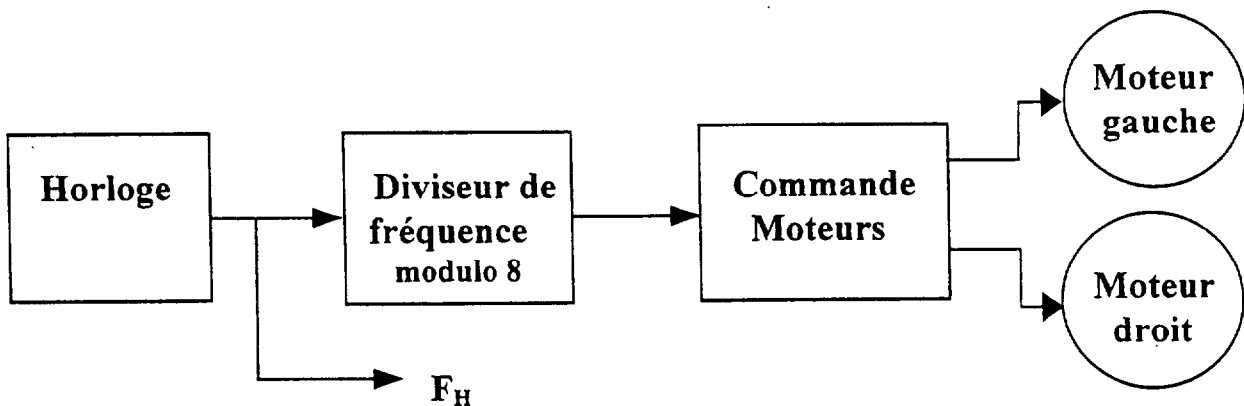 Horloge
Diviseur de
fréquence
modulo 8
Commande
Moteurs
Moteur
gauche
Moteur
droit
F_H